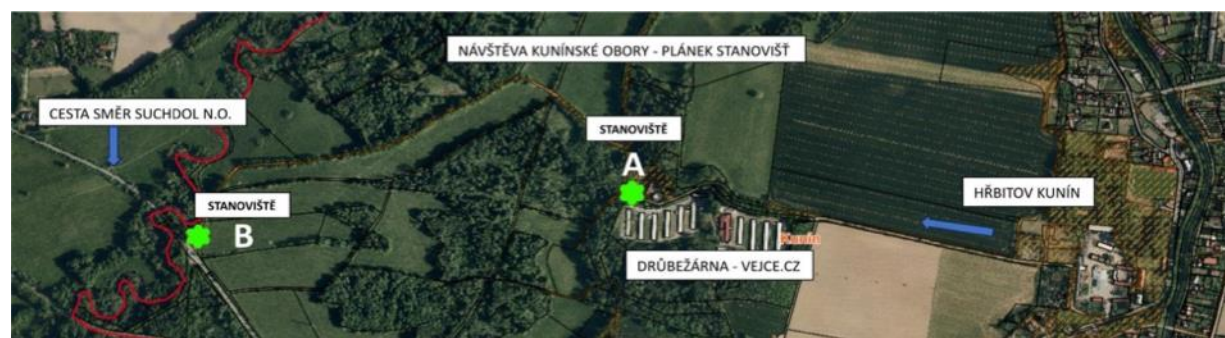 NÁVŠTĚVA KUNÍNSKÉ OBORY - PLÁNEK STANOVIŠŤ
CESTA SMĚR SUCHDOL N.O.
STANOVIŠTĚ
A
STANOVIŠTĚ
B
HŘBITOV KUNÍN
Kunín
DRŮBEŽÁRNA - VEJCE.CZ